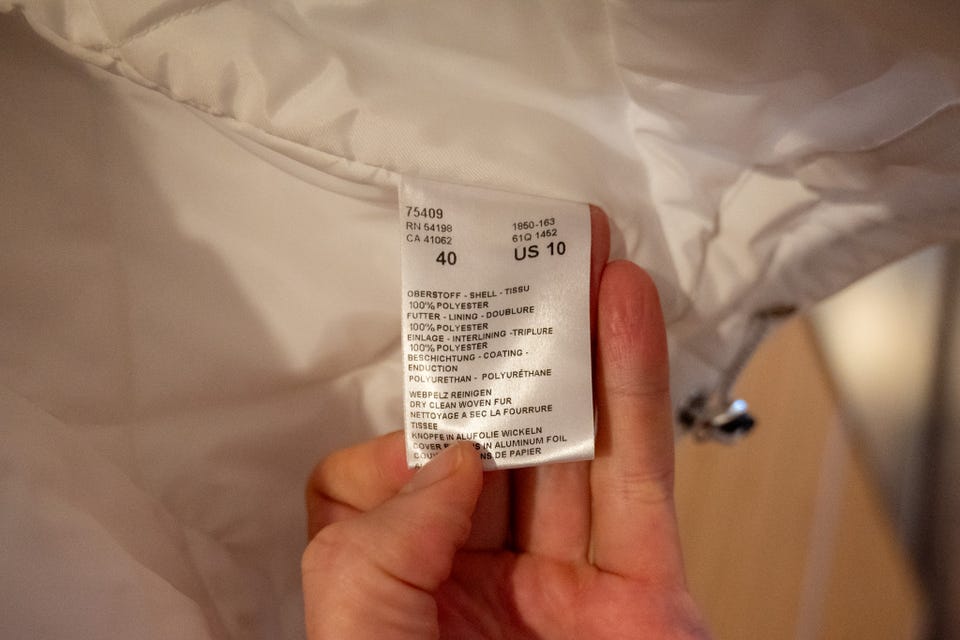 75409
RN 54198
CA 41062
40
1850-163
61Q 1452
US 10
OBERSTOFF - SHELL - TISSU
100% POLYESTER
FUTTER - LINING - DOUBLURE
100% POLYESTER
EINLAGE - INTERLINING -TRIPLURE
100% POLYESTER
BESCHICHTUNG - COATING -
ENDUCTION
POLYURETHAN - POLYURÉTHANE
WEBPELZ REINIGEN
DRY CLEAN WOVEN FUR
NETTOYAGE A SEC LA FOURRURE
TISSEE
KNÖPFE IN ALUFOLIE WICKELN
COVER IN ALUMINUM FOIL
DE PAPIER